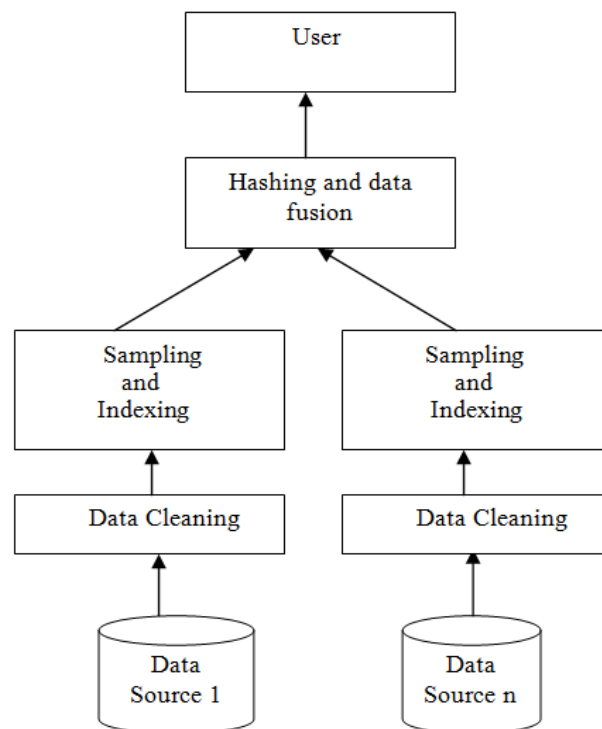 User
Hashing and data
fusion
Sampling
and
Indexing
Sampling
and
Indexing
Data Cleaning
Data Cleaning
Data
Source 1
Data
Source n